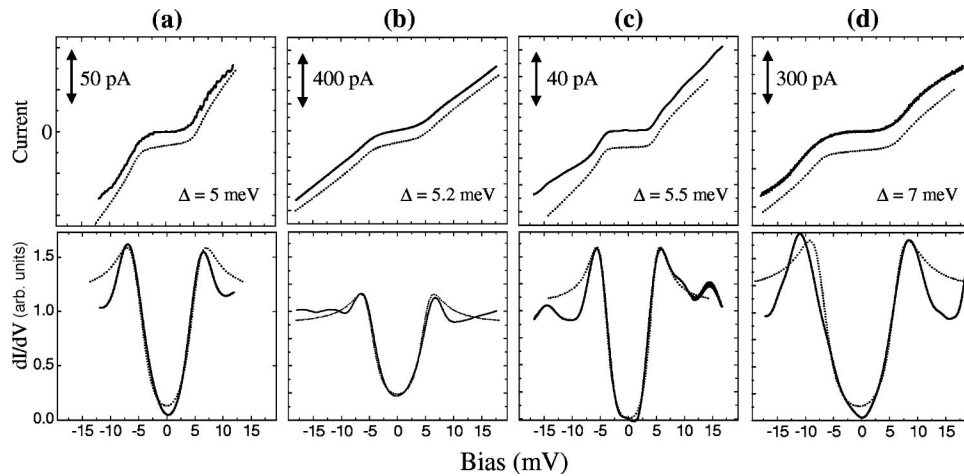 (a) (b) (c) (d)
50 pA 400 pA 40 pA 300 pA
Current
0
Δ = 5 meV Δ = 5.2 meV Δ = 5.5 meV Δ = 7 meV
dI/dV (arb. units)
1.5
1.0
0.5
0.0
-15 -10 -5 0 5 10 15 -15 -10 -5 0 5 10 15 -15 -10 -5 0 5 10 15 -15 -10 -5 0 5 10 15
Bias (mV)